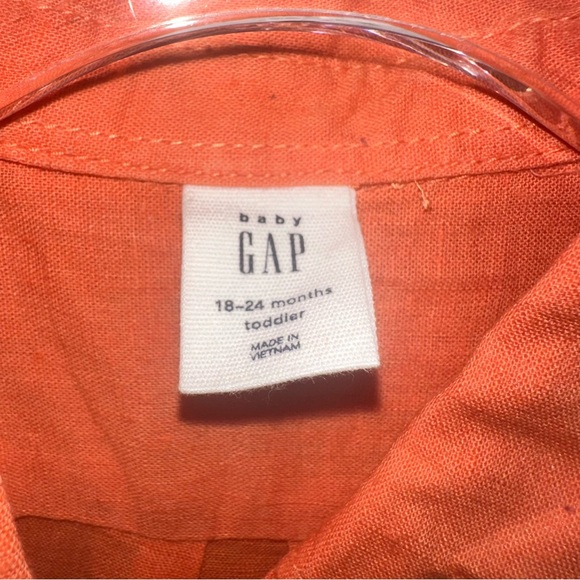 baby
GAP
18-24 months
toddler
MADE IN
VIETNAM